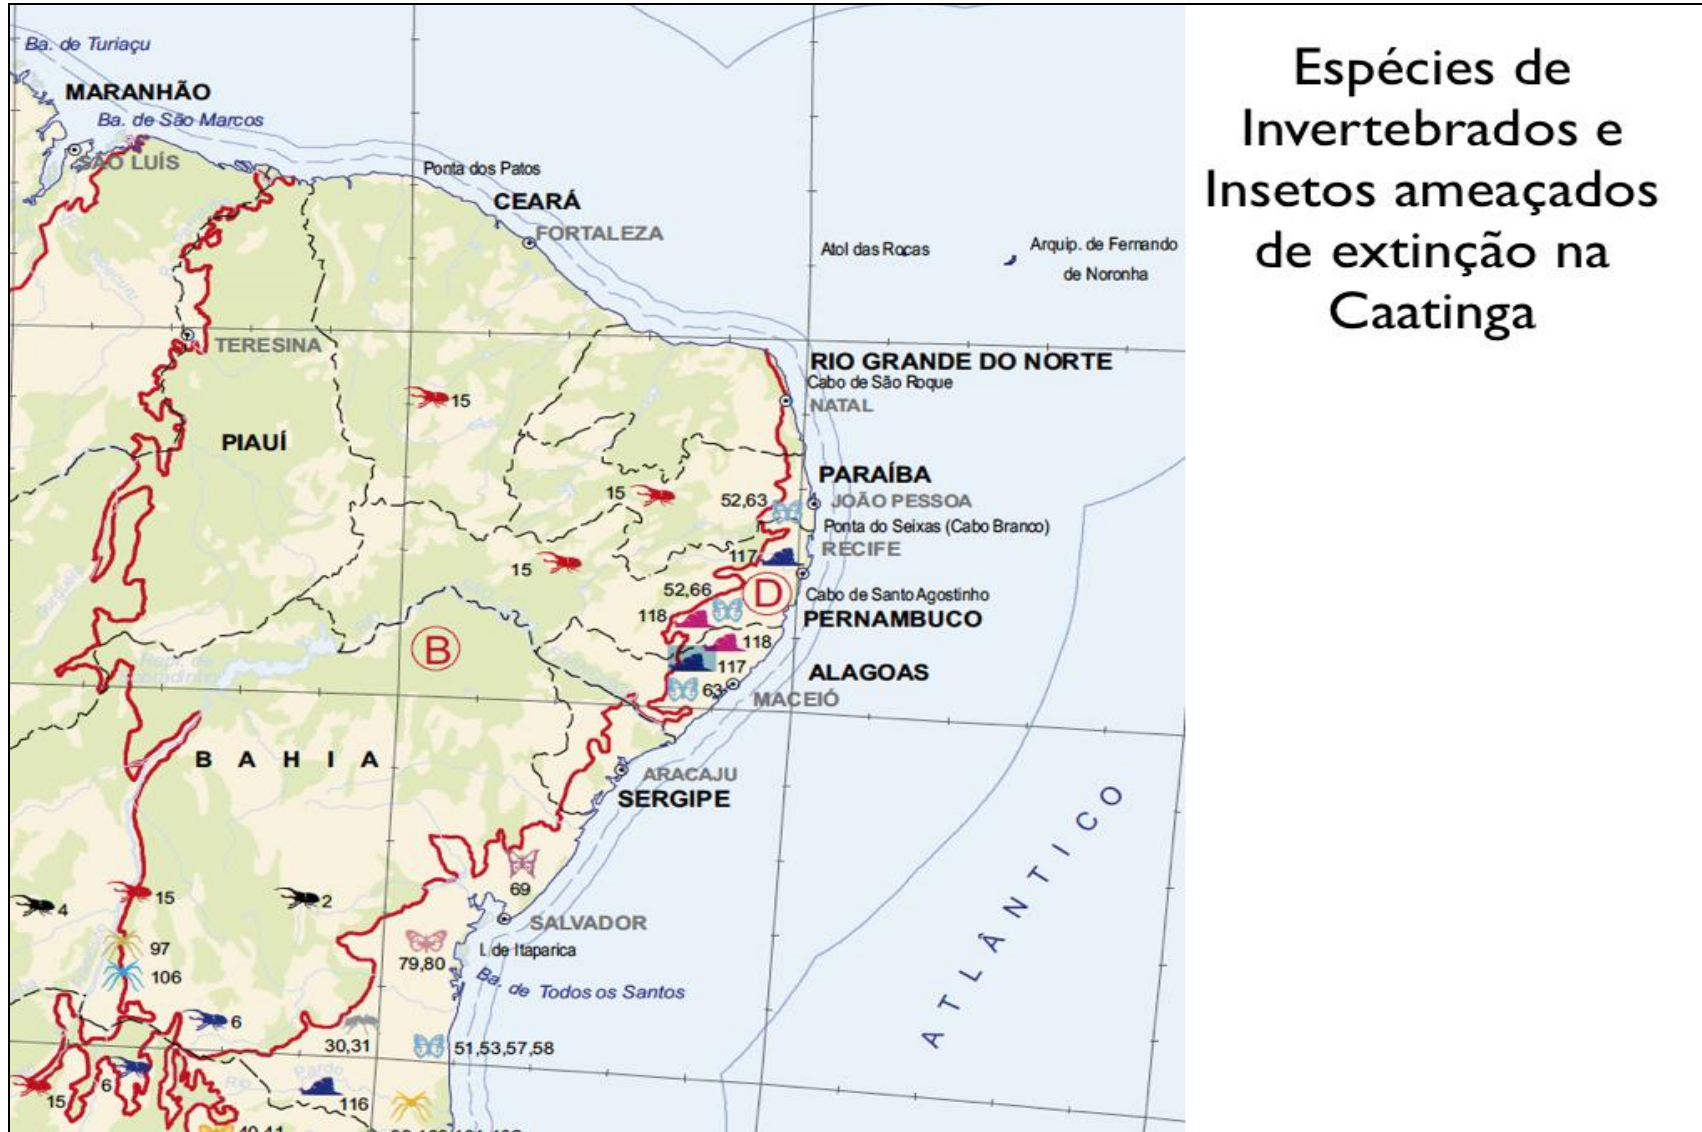 Espécies de
Invertebrados e
Insetos ameaçados
de extinção na
Caatinga
Ba. de Turiaçu
MARANHÃO
Ba. de São Marcos
SÃO LUÍS
Ponta dos Patos
CEARÁ
FORTALEZA
Atol das Rocas
Arquip. de Fernando
de Noronha
TERESINA
RIO GRANDE DO NORTE
Cabo de São Roque
NATAL
15
PIAUÍ
PARAÍBA
15
52,63
JOÃO PESSOA
Ponta do Seixas (Cabo Branco)
RECIFE
117
15
52,66
D
Cabo de Santo Agostinho
118
PERNAMBUCO
B
118
117
ALAGOAS
63
MACEIÓ
BAHIA
ARACAJU
SERGIPE
ATLÂNTICO
69
15
2
4
SALVADOR
97
I. de Itaparica
79,80
106
Ba. de Todos os Santos
6
30,31
51,53,57,58
6
Rio Pardo
15
116
40,41